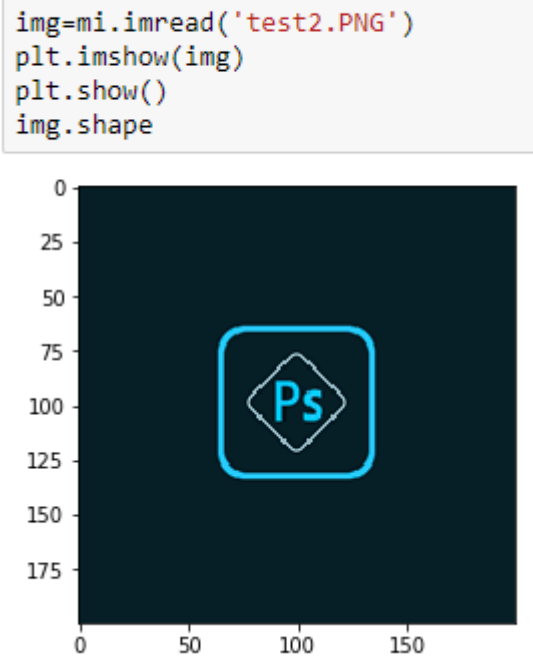 img=mi.imread('test2.PNG')
plt.imshow(img)
plt.show()
img.shape
0
25
50
75
100
125
150
175
Ps
0 50 100 150